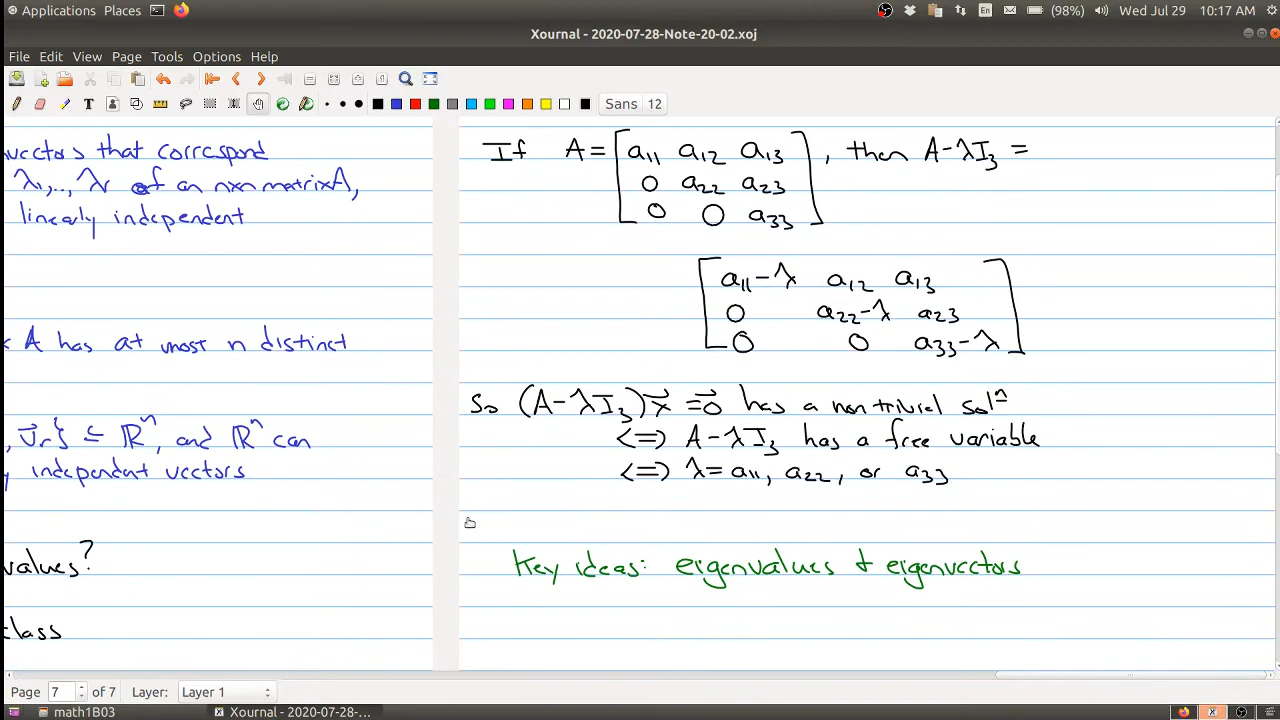 Applications Places (98%) Wed Jul 29 10:17 AM
Xournal - 2020-07-28-Note-20-02.xoj
File Edit View Page Tools Options Help
Sans 12
vectors that correspond
λ1,..,λr of an nxn matrix A,
linearly independent
A has at most n distinct
, v⃗r} ⊆ ℝⁿ, and ℝⁿ can
independent vectors
values?
class
If A = [a11 a12 a13 , then A-λI3 =
0 a22 a23
0 0 a33]
[a11-λ a12 a13
0 a22-λ a23
0 0 a33-λ]
So (A-λI3)x⃗ = 0⃗ has a nontrivial solⁿ
<=> A-λI3 has a free variable
<=> λ = a11, a22, or a33
Key ideas: eigenvalues + eigenvectors
Page 7 of 7 Layer: Layer 1
math1B03 Xournal - 2020-07-28-...